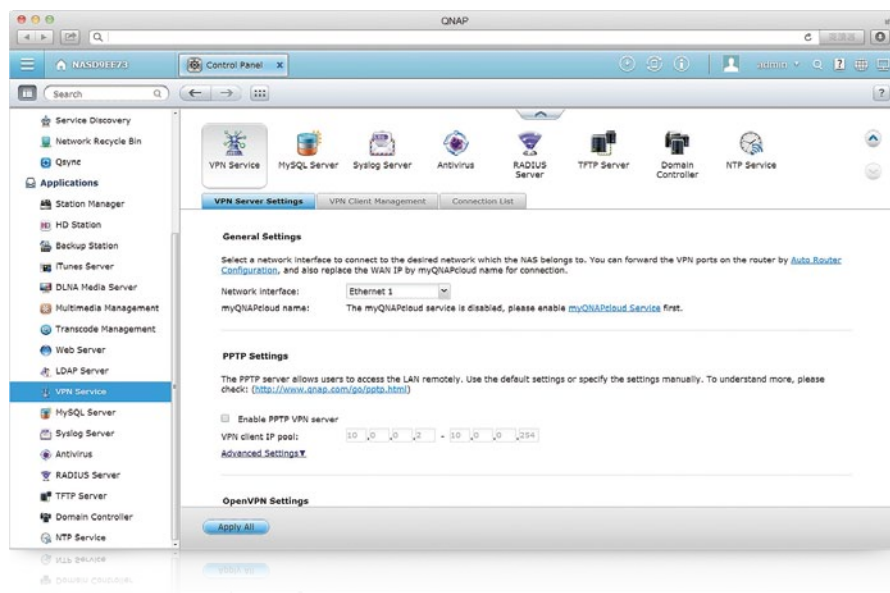 QNAP
NAS09EE73
Control Panel
admin
Search
Service Discovery
Network Recycle Bin
Qsync
Applications
Station Manager
HD Station
Backup Station
iTunes Server
DLNA Media Server
Multimedia Management
Transcode Management
Web Server
LDAP Server
VPN Service
MySQL Server
Syslog Server
Antivirus
RADIUS Server
TFTP Server
Domain Controller
NTP Service
VPN Service
MySQL Server
Syslog Server
Antivirus
RADIUS
Server
TFTP Server
Domain
Controller
NTP Service
VPN Server Settings
VPN Client Management
Connection List
General Settings
Select a network interface to connect to the desired network which the NAS belongs to. You can forward the VPN ports on the router by Auto Router
Configuration, and also replace the WAN IP by myQNAPcloud name for connection.
Network interface: Ethernet 1
myQNAPcloud name: The myQNAPcloud service is disabled, please enable myQNAPcloud Service first.
PPTP Settings
The PPTP server allows users to access the LAN remotely. Use the default settings or specify the settings manually. To understand more, please
check: (http://www.qnap.com/go/pptp.html)
Enable PPTP VPN server
VPN client IP pool: 10 .0 .0 .2 - 10 .0 .0 .254
Advanced Settings▼
OpenVPN Settings
Apply All